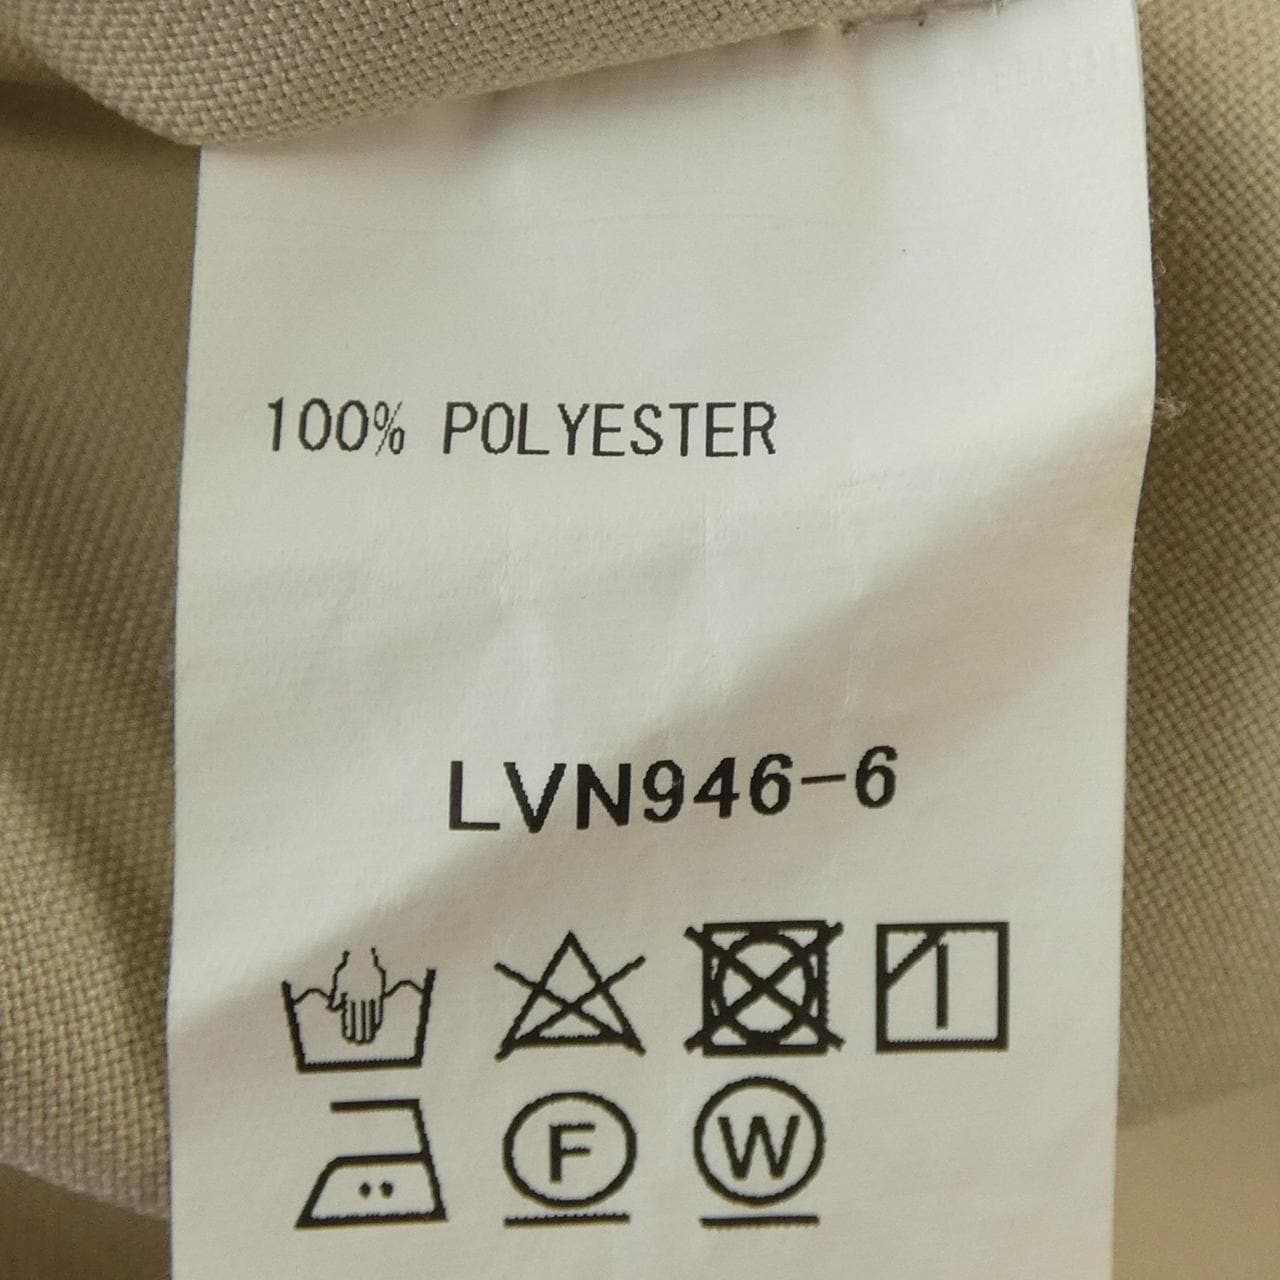 100% POLYESTER
LVN946-6
F W